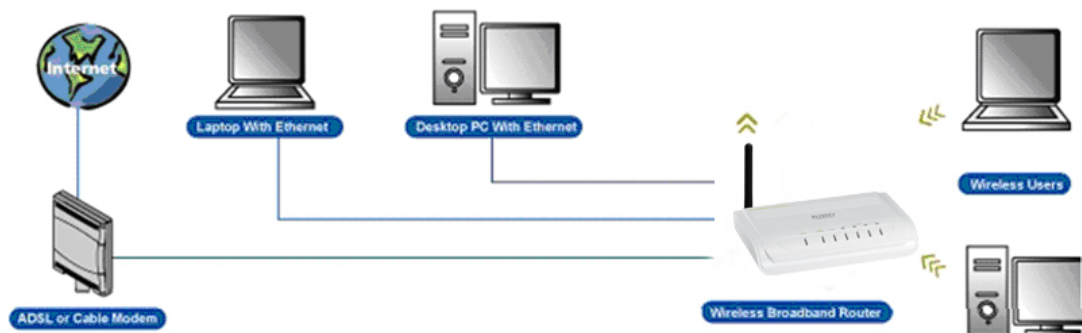 Internet
Laptop With Ethernet
Desktop PC With Ethernet
Wireless Users
ADSL or Cable Modem
Wireless Broadband Router